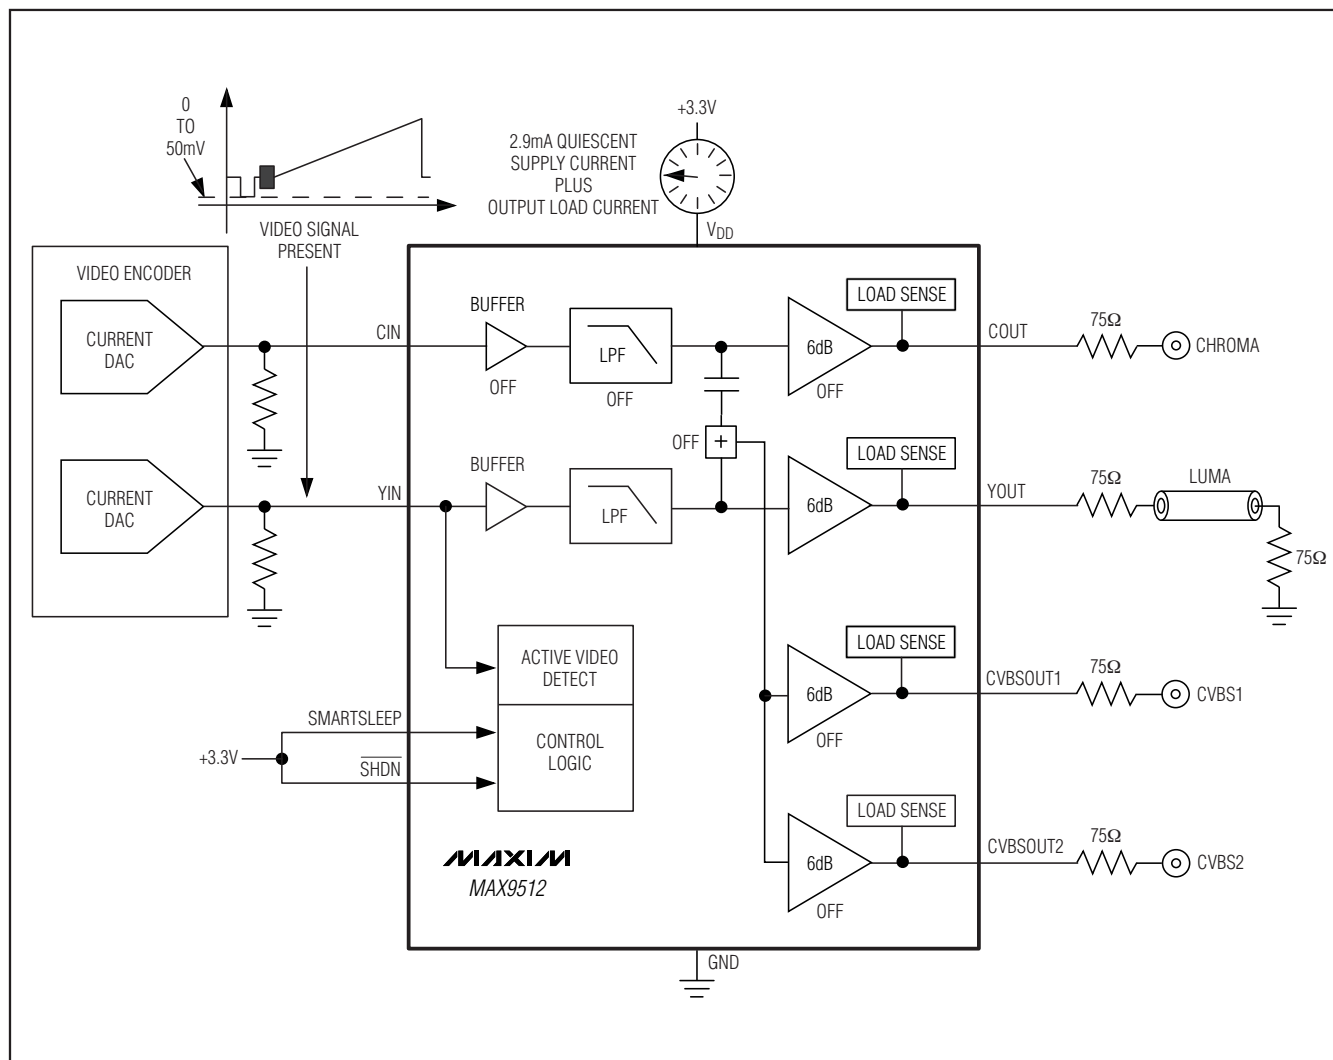 0
TO
50mV
2.9mA QUIESCENT
SUPPLY CURRENT
PLUS
OUTPUT LOAD CURRENT
+3.3V
VDD
VIDEO SIGNAL
PRESENT
VIDEO ENCODER
CURRENT
DAC
CIN
BUFFER
OFF
LPF
OFF
6dB
OFF
LOAD SENSE
COUT
75Ω
CHROMA
OFF
+
CURRENT
DAC
YIN
BUFFER
LPF
6dB
LOAD SENSE
YOUT
75Ω
LUMA
75Ω
ACTIVE VIDEO
DETECT
CONTROL
LOGIC
SMARTSLEEP
+3.3V
SHDN
6dB
OFF
LOAD SENSE
CVBSOUT1
75Ω
CVBS1
6dB
OFF
LOAD SENSE
CVBSOUT2
75Ω
CVBS2
MAXIM
MAX9512
GND